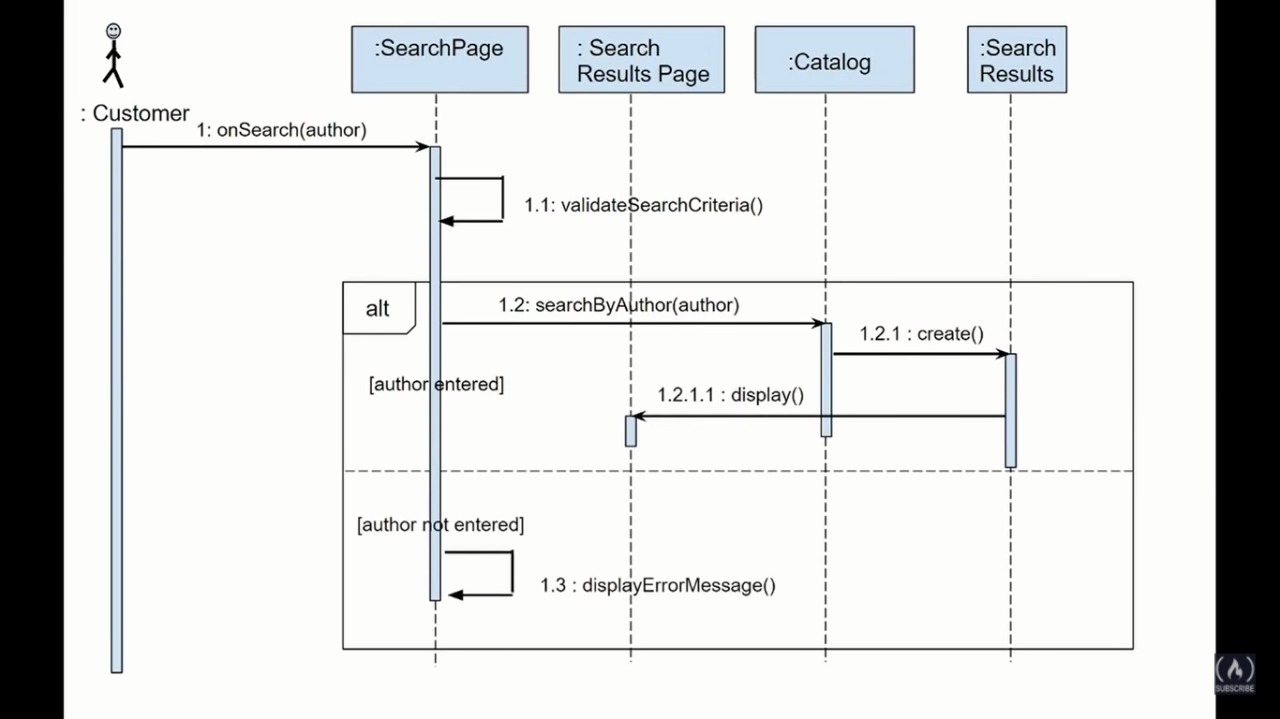 :SearchPage
: Search
Results Page
:Catalog
:Search
Results
: Customer
1: onSearch(author)
1.1: validateSearchCriteria()
alt
1.2: searchByAuthor(author)
1.2.1 : create()
[author entered]
1.2.1.1 : display()
[author not entered]
1.3 : displayErrorMessage()
SUBSCRIBE